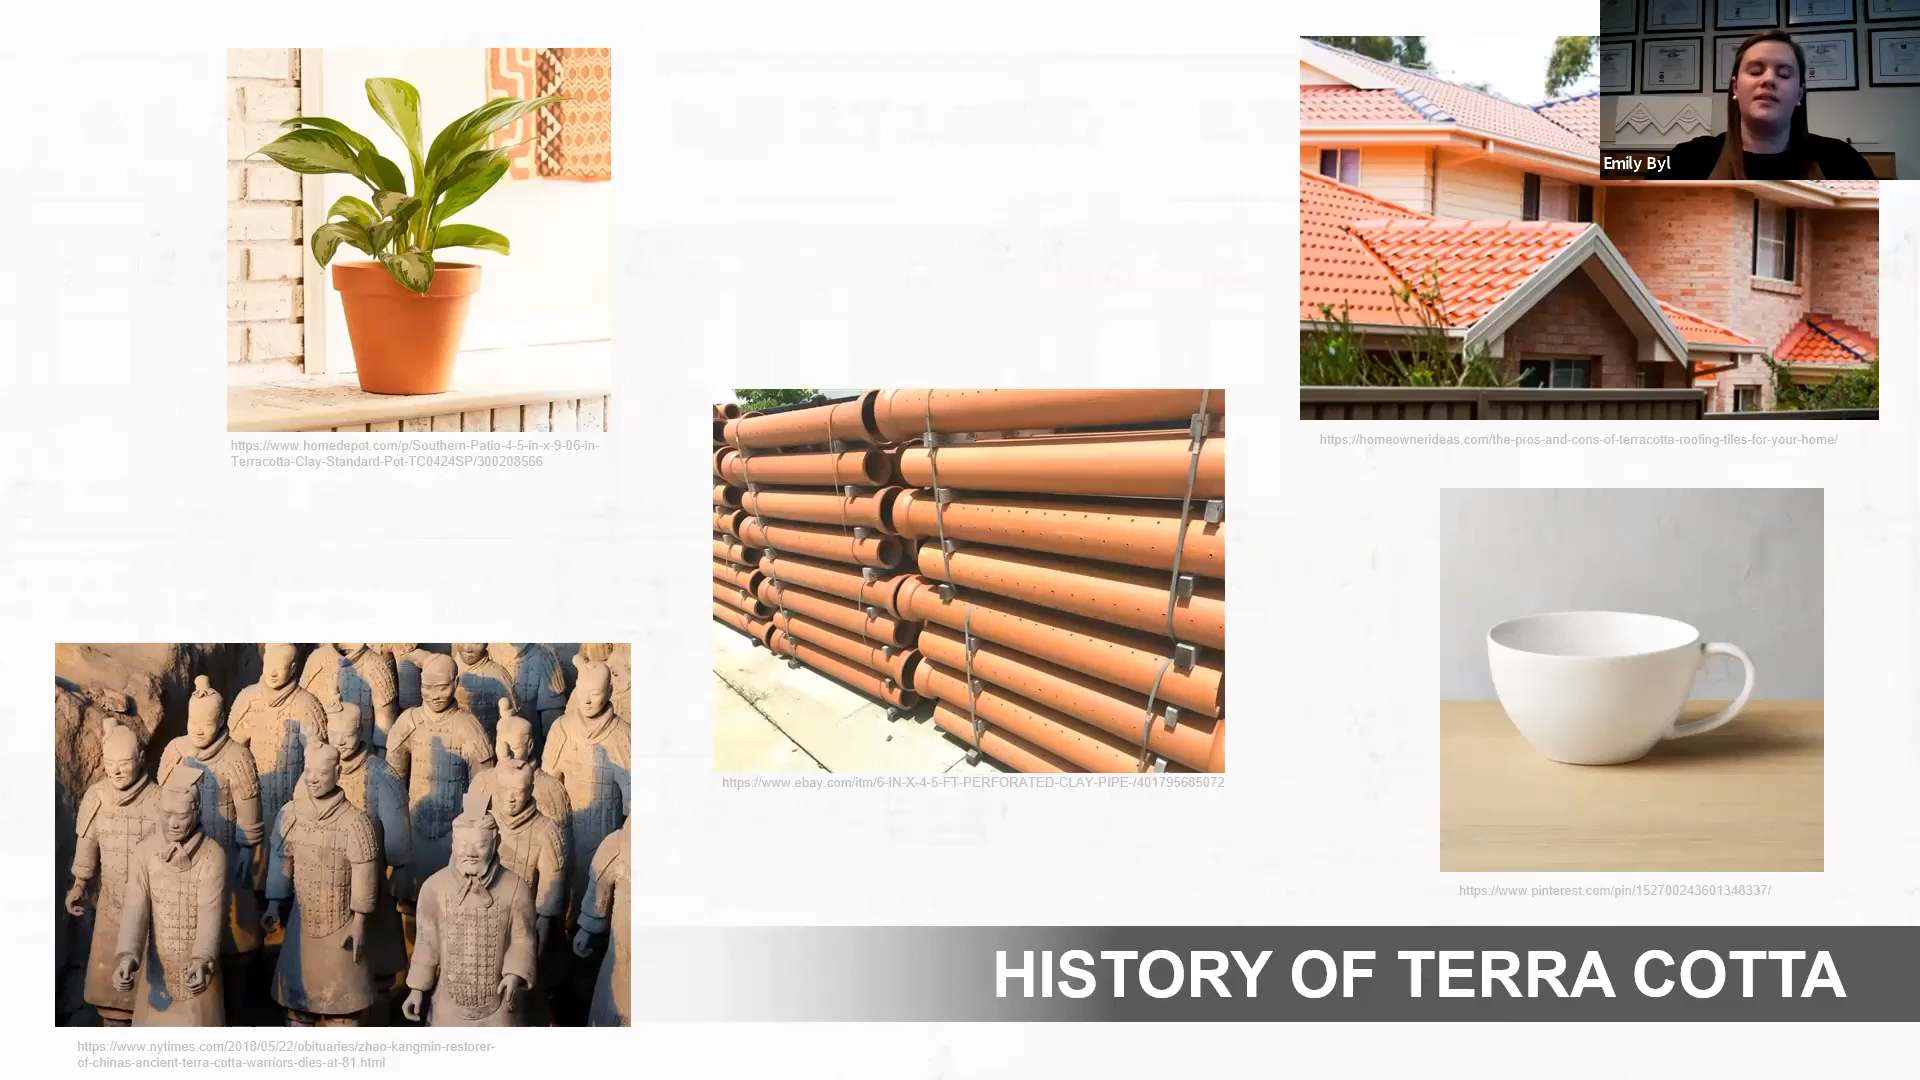 Emily Byl
https://www.homedepot.com/p/Southern-Patio-4-5-in-x-9-06-in-
Terracotta-Clay-Standard-Pot-TC0424SP/300208566
https://homeownerideas.com/the-pros-and-cons-of-terracotta-roofing-tiles-for-your-home/
https://www.ebay.com/itm/6-IN-X-4-5-FT-PERFORATED-CLAY-PIPE-/401795685072
https://www.pinterest.com/pin/152700243601348337/
HISTORY OF TERRA COTTA
https://www.nytimes.com/2018/05/22/obituaries/zhao-kangmin-restorer-
of-chinas-ancient-terra-cotta-warriors-dies-at-81.html